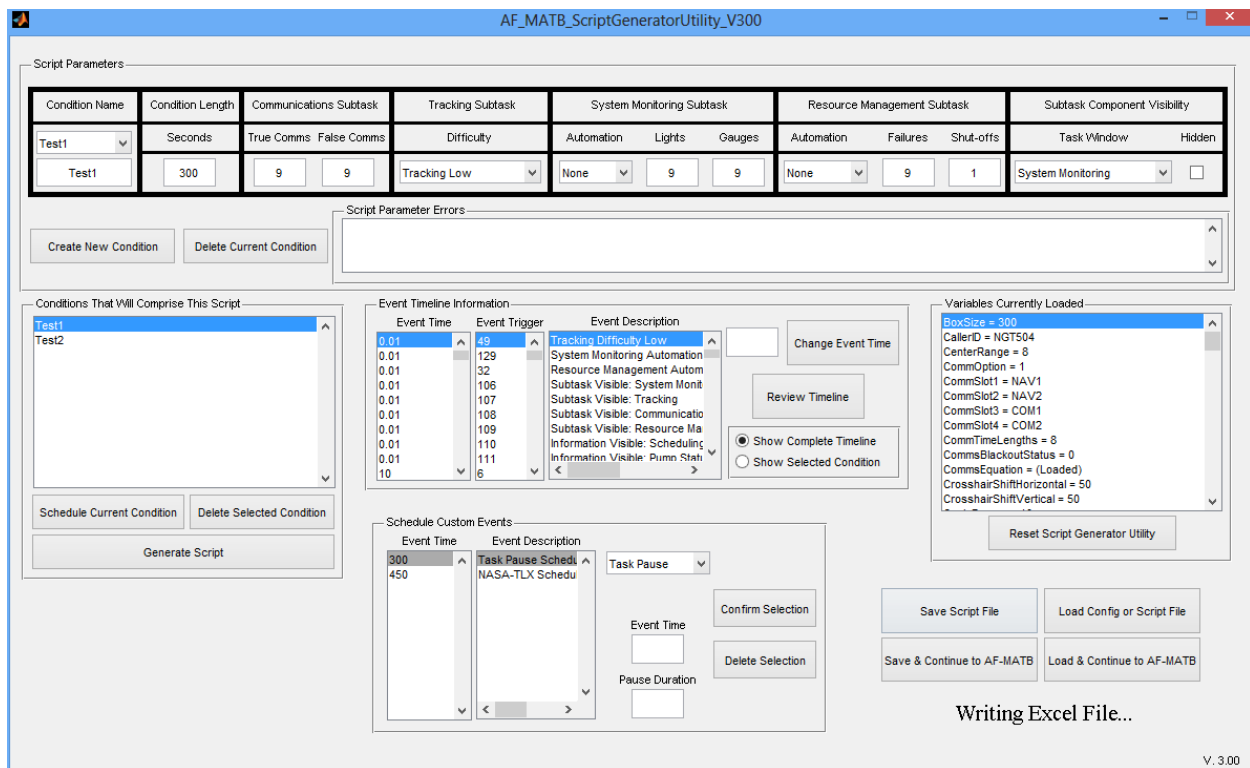 AF_MATB_ScriptGeneratorUtility_V300
Script Parameters
Condition Name Condition Length Communications Subtask Tracking Subtask System Monitoring Subtask Resource Management Subtask Subtask Component Visibility
Test1 Seconds True Comms False Comms Difficulty Automation Lights Gauges Automation Failures Shut-offs Task Window Hidden
Test1 300 9 9 Tracking Low None 9 9 None 9 1 System Monitoring
Script Parameter Errors
Create New Condition Delete Current Condition
Conditions That Will Comprise This Script
Test1
Test2
Schedule Current Condition Delete Selected Condition
Generate Script
Event Timeline Information
Event Time Event Trigger Event Description
0.01 49 Tracking Difficulty Low
0.01 129 System Monitoring Automation
0.01 32 Resource Management Autom
0.01 106 Subtask Visible: System Monit
0.01 107 Subtask Visible: Tracking
0.01 108 Subtask Visible: Communicatio
0.01 109 Subtask Visible: Resource Ma
0.01 110 Information Visible: Scheduling
0.01 111 Information Visible: Pump Stat
10 6
Change Event Time
Review Timeline
Show Complete Timeline
Show Selected Condition
Variables Currently Loaded
BoxSize = 300
CallerID = NGT504
CenterRange = 8
CommOption = 1
CommSlot1 = NAV1
CommSlot2 = NAV2
CommSlot3 = COM1
CommSlot4 = COM2
CommTimeLengths = 8
CommsBlackoutStatus = 0
CommsEquation = (Loaded)
CrosshairShiftHorizontal = 50
CrosshairShiftVertical = 50
Reset Script Generator Utility
Schedule Custom Events
Event Time Event Description
300 Task Pause Schedu
450 NASA-TLX Schedul
Task Pause
Confirm Selection
Event Time
Delete Selection
Pause Duration
Save Script File Load Config or Script File
Save & Continue to AF-MATB Load & Continue to AF-MATB
Writing Excel File...
V. 3.00